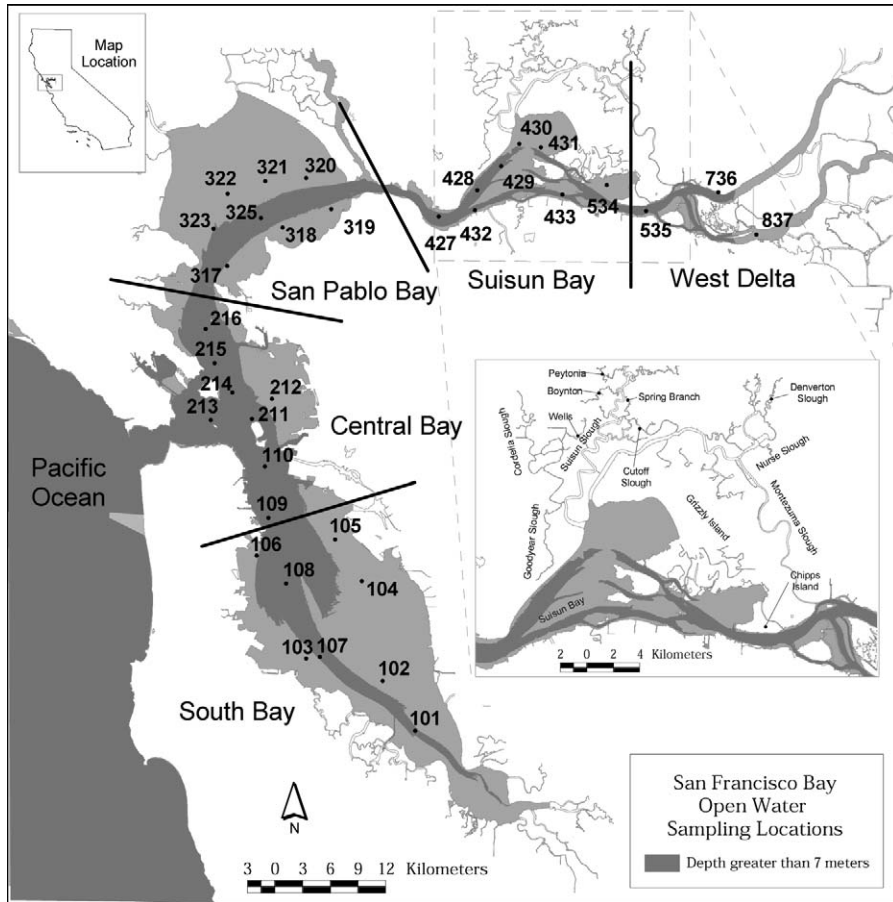 Map
Location
430
431
321
320
322
428
429
736
323
325
318
319
427
432
433
534
535
837
317
San Pablo Bay
Suisun Bay
West Delta
216
215
214
212
213
211
Central Bay
110
Pacific
Ocean
109
105
106
108
104
103
107
102
South Bay
101
Peytonia
Boynton
Spring Branch
Denverton
Slough
Wells
Cordelia Slough
Suisun Slough
Cutoff
Slough
Nurse Slough
Goodyear Slough
Grizzly Island
Montezuma Slough
Chipps
Island
Suisun Bay
2 0 2 4 Kilometers
N
3 0 3 6 9 12 Kilometers
San Francisco Bay
Open Water
Sampling Locations
Depth greater than 7 meters